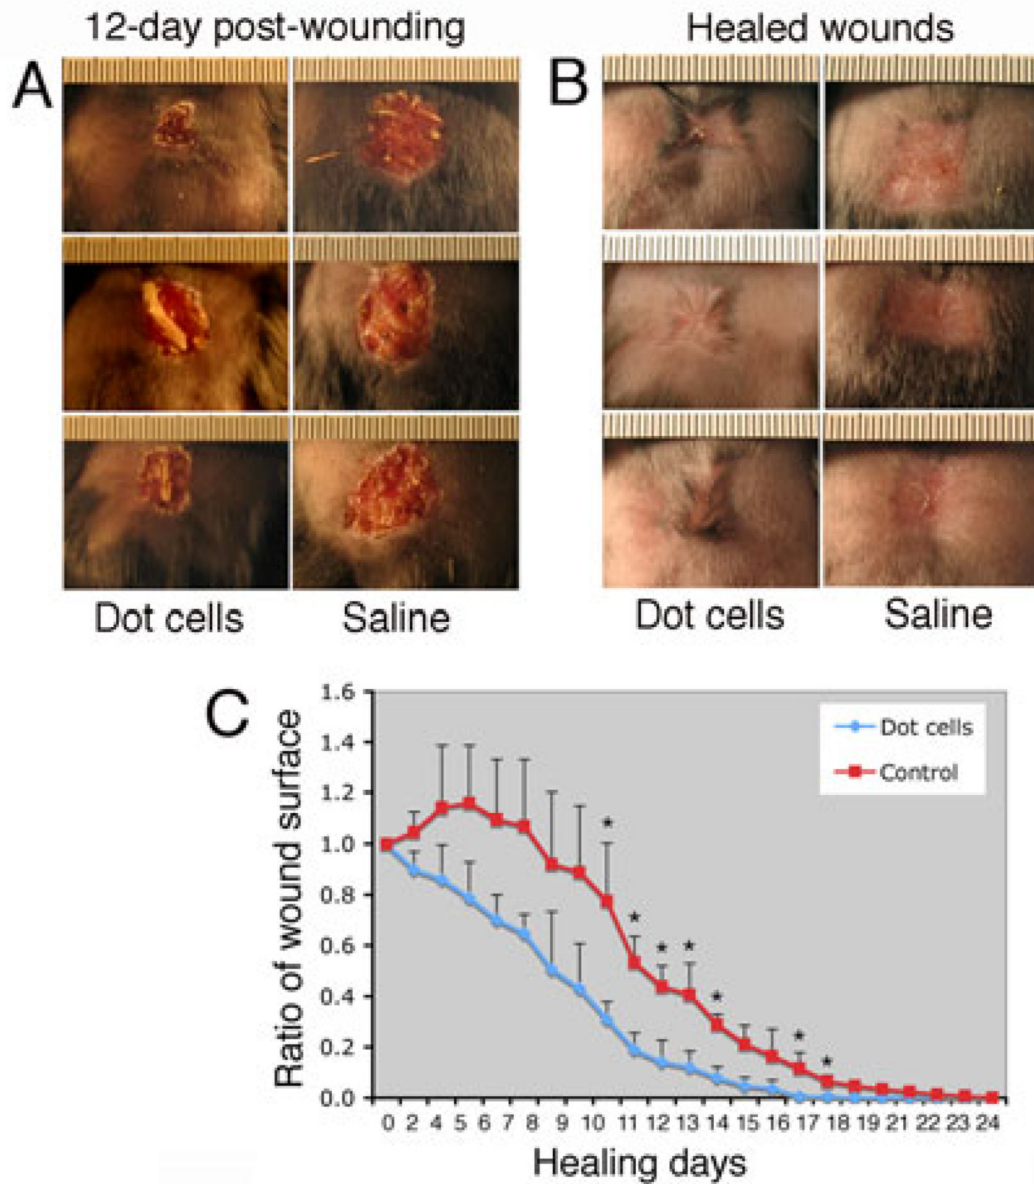 12-day post-wounding
Healed wounds
A
B
Dot cells
Saline
Dot cells
Saline
C
Ratio of wound surface
1.6
1.4
1.2
1.0
0.8
0.6
0.4
0.2
0.0
Dot cells
Control
* * * * * * *
0 2 4 5 6 7 8 9 10 11 12 13 14 15 16 17 18 19 21 22 23 24
Healing days